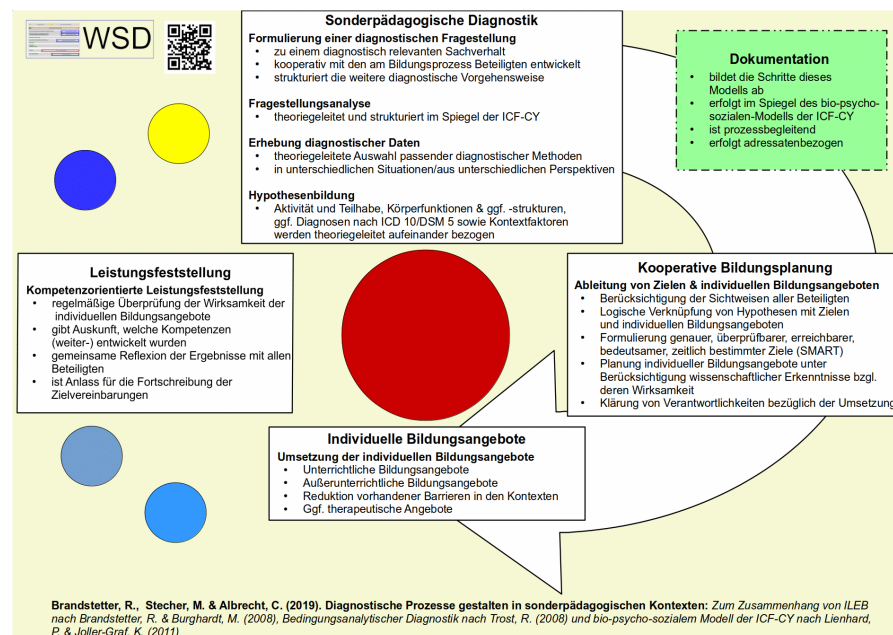 WSD
Sonderpädagogische Diagnostik
Formulierung einer diagnostischen Fragestellung
• zu einem diagnostisch relevanten Sachverhalt
• kooperativ mit den am Bildungsprozess Beteiligten entwickelt
• strukturiert die weitere diagnostische Vorgehensweise
Fragestellungsanalyse
• theoriegeleitet und strukturiert im Spiegel der ICF-CY
Erhebung diagnostischer Daten
• theoriegeleitete Auswahl passender diagnostischer Methoden
• in unterschiedlichen Situationen/aus unterschiedlichen Perspektiven
Hypothesenbildung
• Aktivität und Teilhabe, Körperfunktionen & ggf. -strukturen,
ggf. Diagnosen nach ICD 10/DSM 5 sowie Kontextfaktoren
werden theoriegeleitet aufeinander bezogen
Dokumentation
• bildet die Schritte dieses
Modells ab
• erfolgt im Spiegel des bio-psycho-
sozialen-Modells der ICF-CY
• ist prozessbegleitend
• erfolgt adressatenbezogen
Leistungsfeststellung
Kompetenzorientierte Leistungsfeststellung
• regelmäßige Überprüfung der Wirksamkeit der
individuellen Bildungsangebote
• gibt Auskunft, welche Kompetenzen
(weiter-) entwickelt wurden
• gemeinsame Reflexion der Ergebnisse mit allen
Beteiligten
• ist Anlass für die Fortschreibung der
Zielvereinbarungen
Kooperative Bildungsplanung
Ableitung von Zielen & individuellen Bildungsangeboten
• Berücksichtigung der Sichtweisen aller Beteiligten
• Logische Verknüpfung von Hypothesen mit Zielen
und individuellen Bildungsangeboten
• Formulierung genauer, überprüfbarer, erreichbarer,
bedeutsamer, zeitlich bestimmter Ziele (SMART)
• Planung individueller Bildungsangebote unter
Berücksichtigung wissenschaftlicher Erkenntnisse bzgl.
deren Wirksamkeit
• Klärung von Verantwortlichkeiten bezüglich der Umsetzung
Individuelle Bildungsangebote
Umsetzung der individuellen Bildungsangebote
• Unterrichtliche Bildungsangebote
• Außerunterrichtliche Bildungsangebote
• Reduktion vorhandener Barrieren in den Kontexten
• Ggf. therapeutische Angebote
Brandstetter, R., Stecher, M. & Albrecht, C. (2019). Diagnostische Prozesse gestalten in sonderpädagogischen Kontexten: Zum Zusammenhang von ILEB
nach Brandstetter, R. & Burghardt, M. (2008), Bedingungsanalytischer Diagnostik nach Trost, R. (2008) und bio-psycho-sozialem Modell der ICF-CY nach Lienhard,
P. & Joller-Graf, K. (2011)